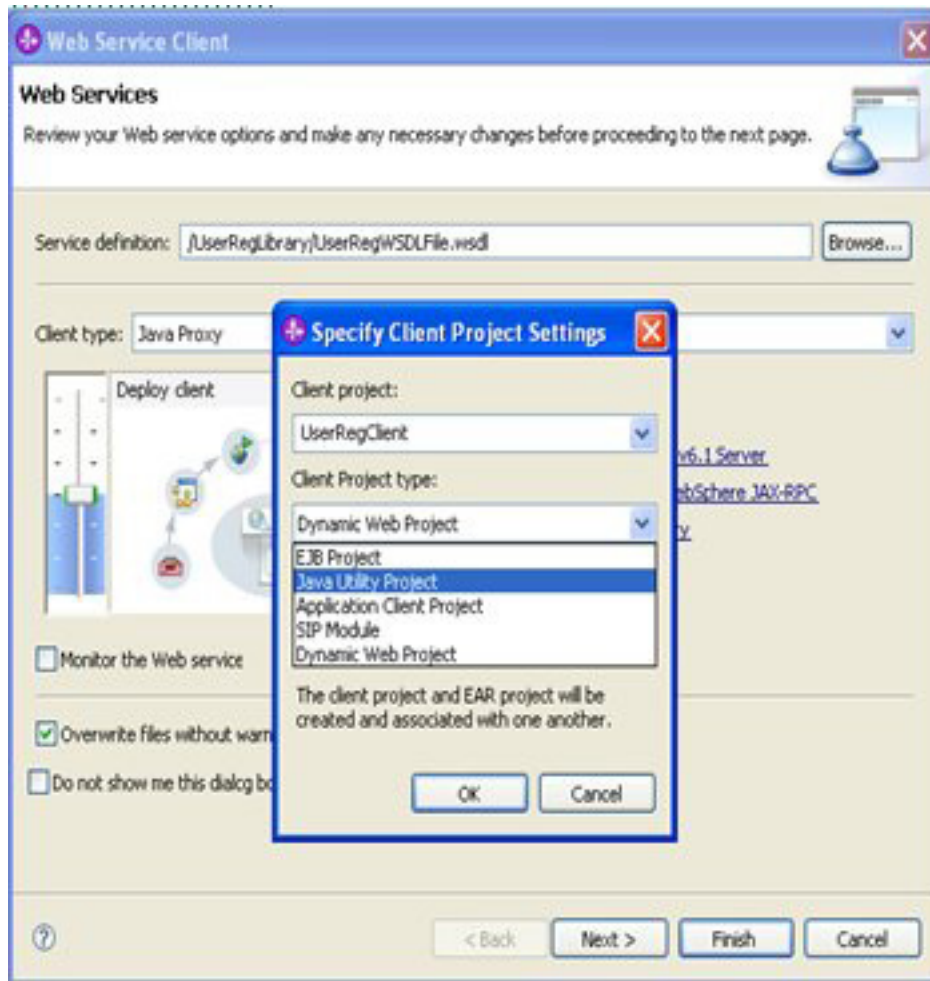 Web Service Client
Web Services
Review your Web service options and make any necessary changes before proceeding to the next page.
Service definition: /UserRegLibrary/UserRegWSDLFile.wsdl Browse...
Client type: Java Proxy
Deploy client
v6.1 Server
JAX-RPC
Monitor the Web service
Overwrite files without warn
Do not show me this dialog bo
Specify Client Project Settings
Client project:
UserRegClient
Client Project type:
Dynamic Web Project
EJB Project
Java Utility Project
Application Client Project
SIP Module
Dynamic Web Project
The client project and EAR project will be
created and associated with one another.
OK Cancel
< Back Next > Finish Cancel